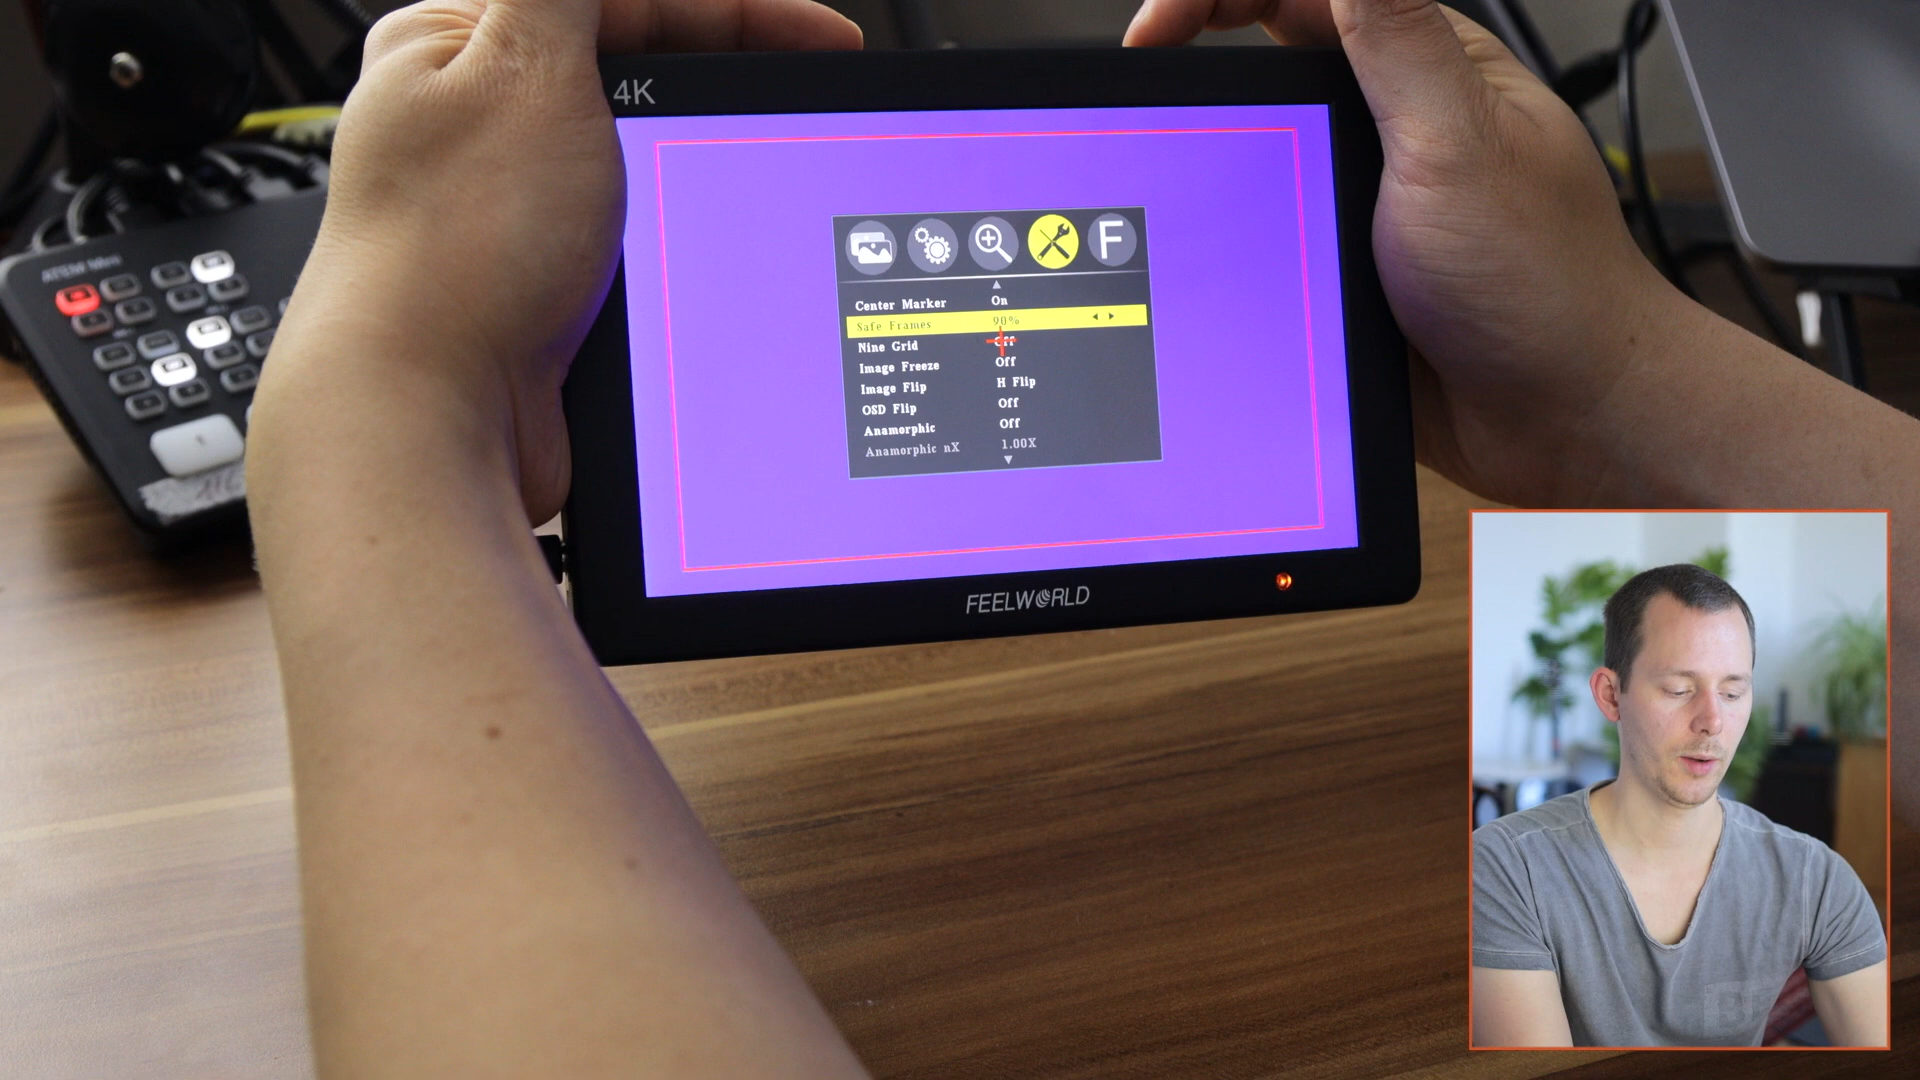 4K
ATEM Mini
F
Center Marker On
Safe Frames 90%
Nine Grid Off
Image Freeze Off
Image Flip H Flip
OSD Flip Off
Anamorphic Off
Anamorphic nX 1.00X
FEELWORLD